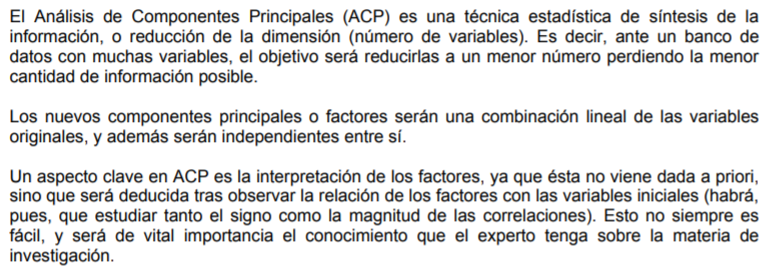 El Análisis de Componentes Principales (ACP) es una técnica estadística de síntesis de la
información, o reducción de la dimensión (número de variables). Es decir, ante un banco de
datos con muchas variables, el objetivo será reducirlas a un menor número perdiendo la menor
cantidad de información posible.
Los nuevos componentes principales o factores serán una combinación lineal de las variables
originales, y además serán independientes entre sí.
Un aspecto clave en ACP es la interpretación de los factores, ya que ésta no viene dada a priori,
sino que será deducida tras observar la relación de los factores con las variables iniciales (habrá,
pues, que estudiar tanto el signo como la magnitud de las correlaciones). Esto no siempre es
fácil, y será de vital importancia el conocimiento que el experto tenga sobre la materia de
investigación.